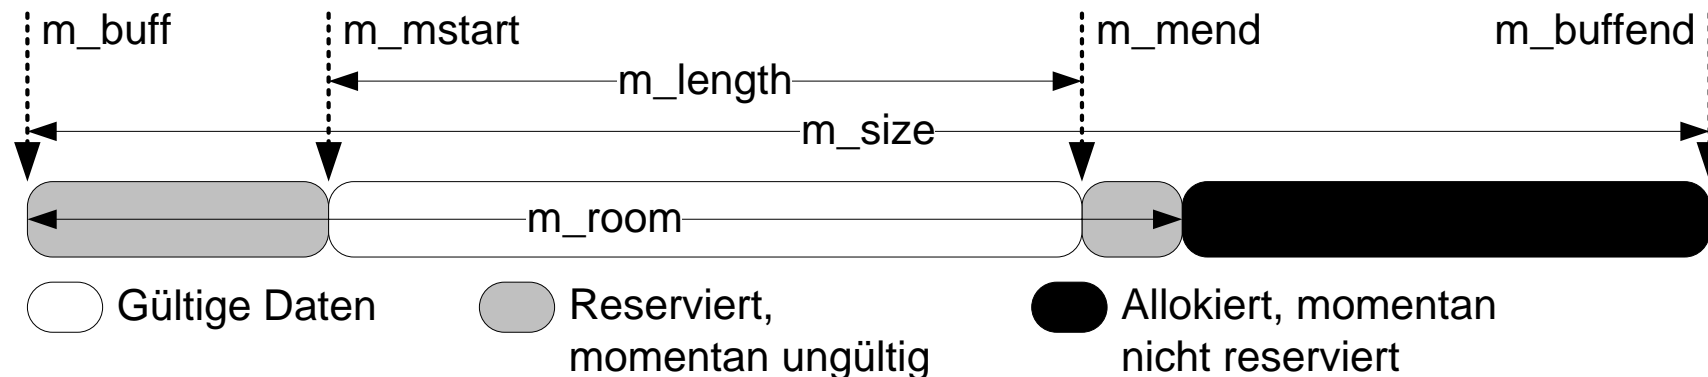 m_buff
m_mstart
m_mend
m_buffend
m_length
m_size
m_room
Gültige Daten
Reserviert,
momentan ungültig
Allokiert, momentan
nicht reserviert